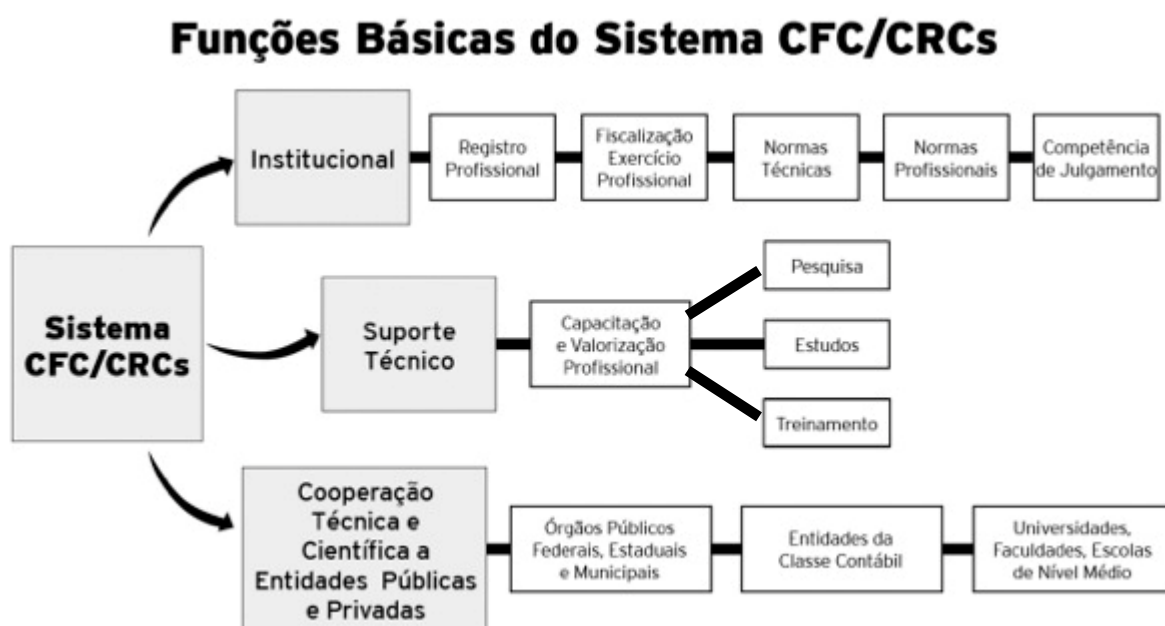 Funções Básicas do Sistema CFC/CRCs
Institucional
Registro
Profissional
Fiscalização
Exercício
Profissional
Normas
Técnicas
Normas
Profissionais
Competência
de Julgamento
Sistema
CFC/CRCs
Suporte
Técnico
Capacitação
e Valorização
Profissional
Pesquisa
Estudos
Treinamento
Cooperação
Técnica e
Científica a
Entidades Públicas
e Privadas
Órgãos Públicos
Federais, Estaduais
e Municipais
Entidades da
Classe Contábil
Universidades,
Faculdades, Escolas
de Nível Médio